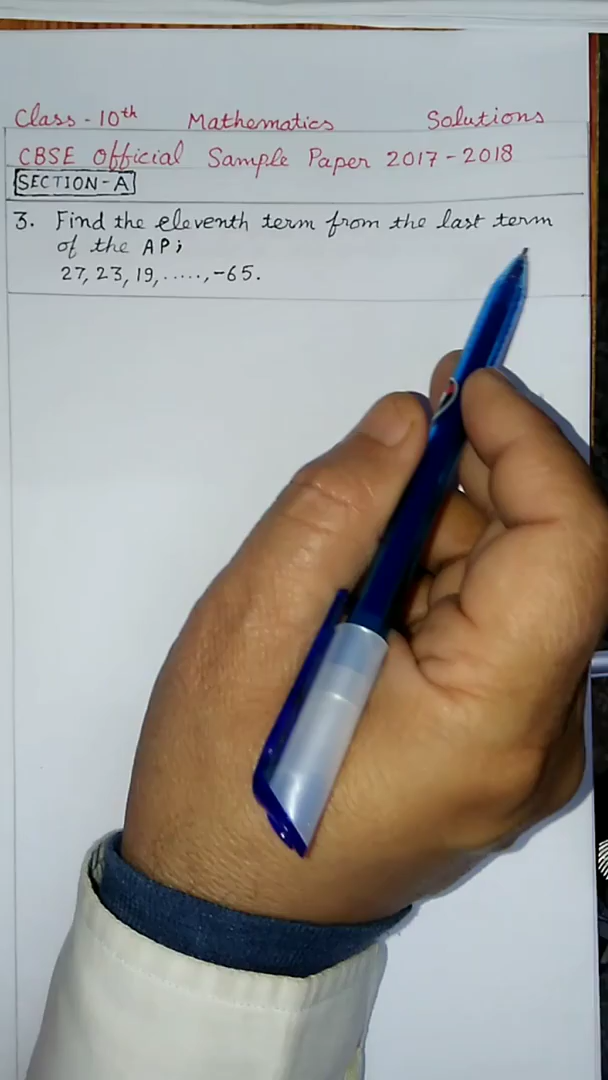 Class - 10th Mathematics Solutions
CBSE Official Sample Paper 2017 - 2018
SECTION-A
3. Find the eleventh term from the last term
of the AP;
27, 23, 19, ....., -65.